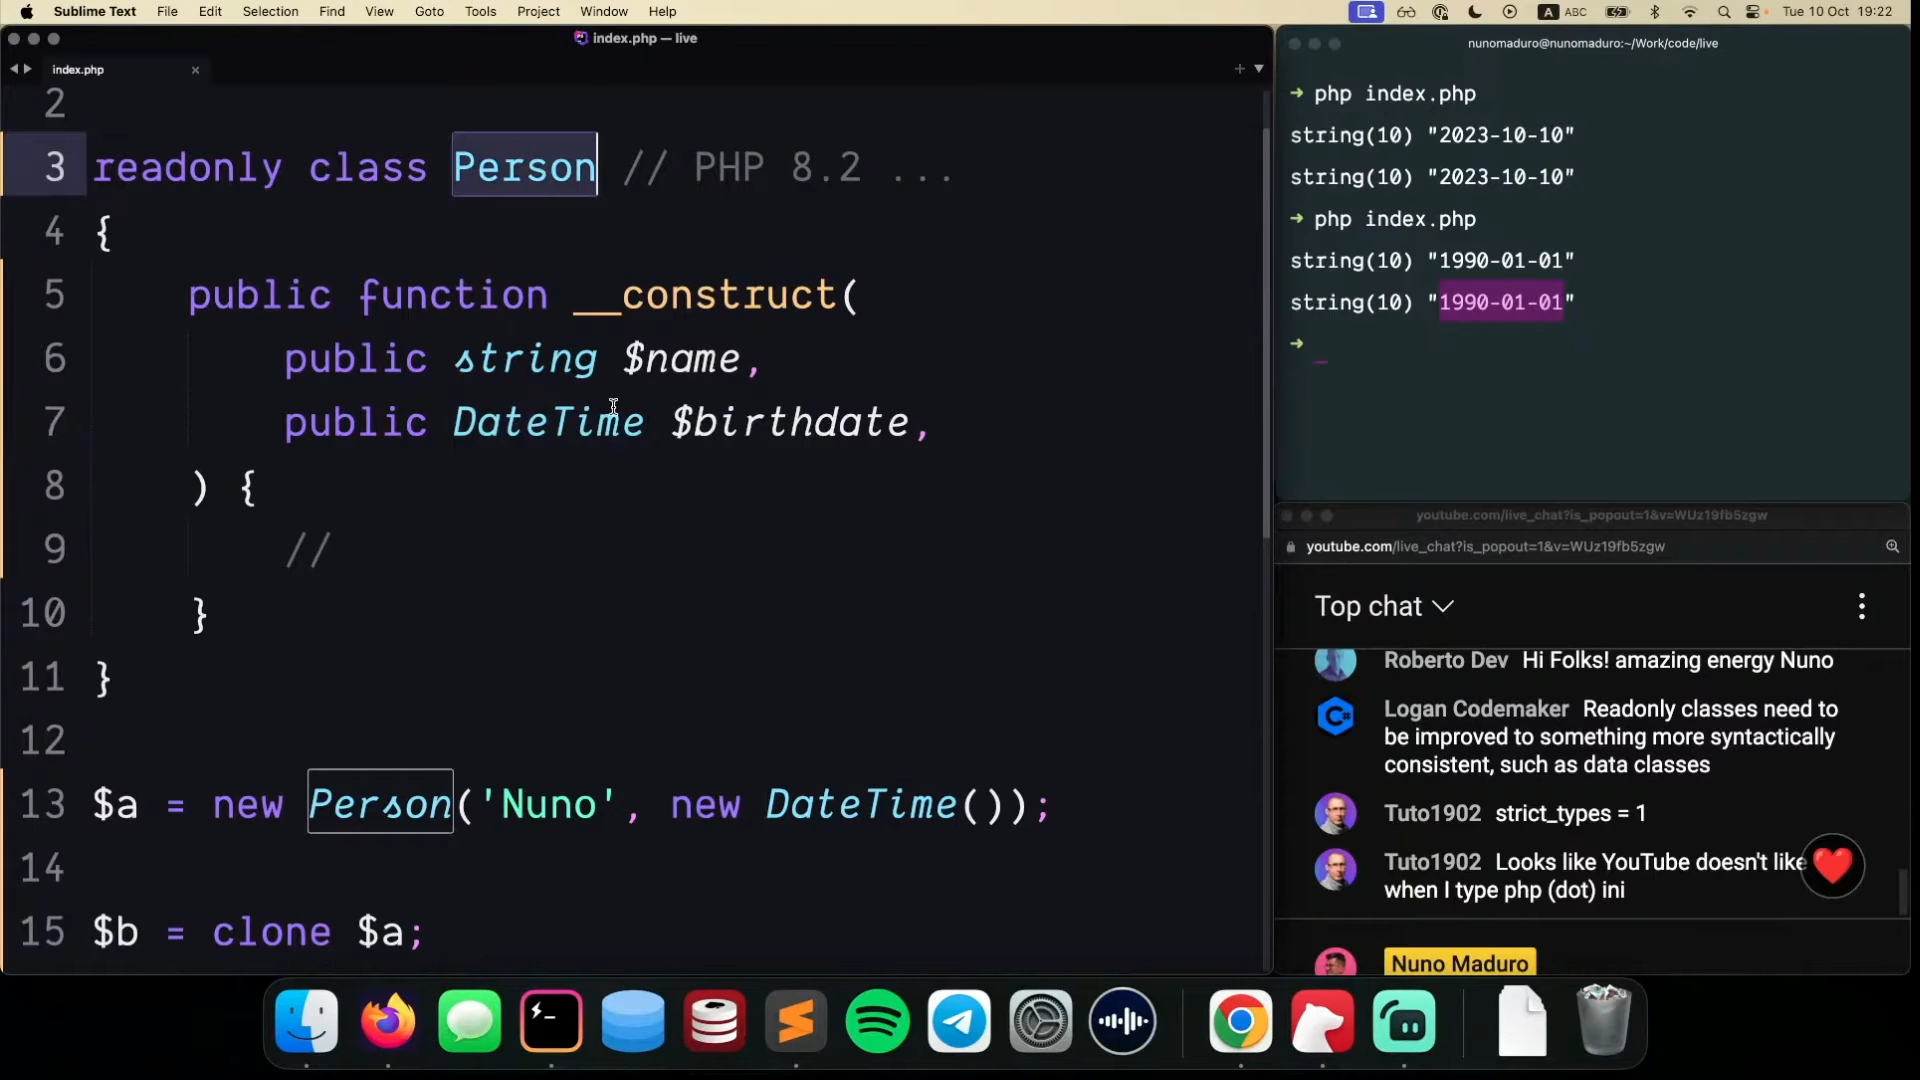 Sublime Text File Edit Selection Find View Goto Tools Project Window Help
A ABC Tue 10 Oct 19:22
index.php — live
index.php
2
3 readonly class Person // PHP 8.2 ...
4 {
5 public function __construct(
6 public string $name,
7 public DateTime $birthdate,
8 ) {
9 //
10 }
11 }
12
13 $a = new Person('Nuno', new DateTime());
14
15 $b = clone $a;
nunomaduro@nunomaduro:~/Work/code/live
➜ php index.php
string(10) "2023-10-10"
string(10) "2023-10-10"
➜ php index.php
string(10) "1990-01-01"
string(10) "1990-01-01"
➜ _
youtube.com/live_chat?is_popout=1&v=WUz19fb5zgw
youtube.com/live_chat?is_popout=1&v=WUz19fb5zgw
Top chat
Roberto Dev Hi Folks! amazing energy Nuno
Logan Codemaker Readonly classes need to
be improved to something more syntactically
consistent, such as data classes
Tuto1902 strict_types = 1
Tuto1902 Looks like YouTube doesn't like
when I type php (dot) ini
Nuno Maduro